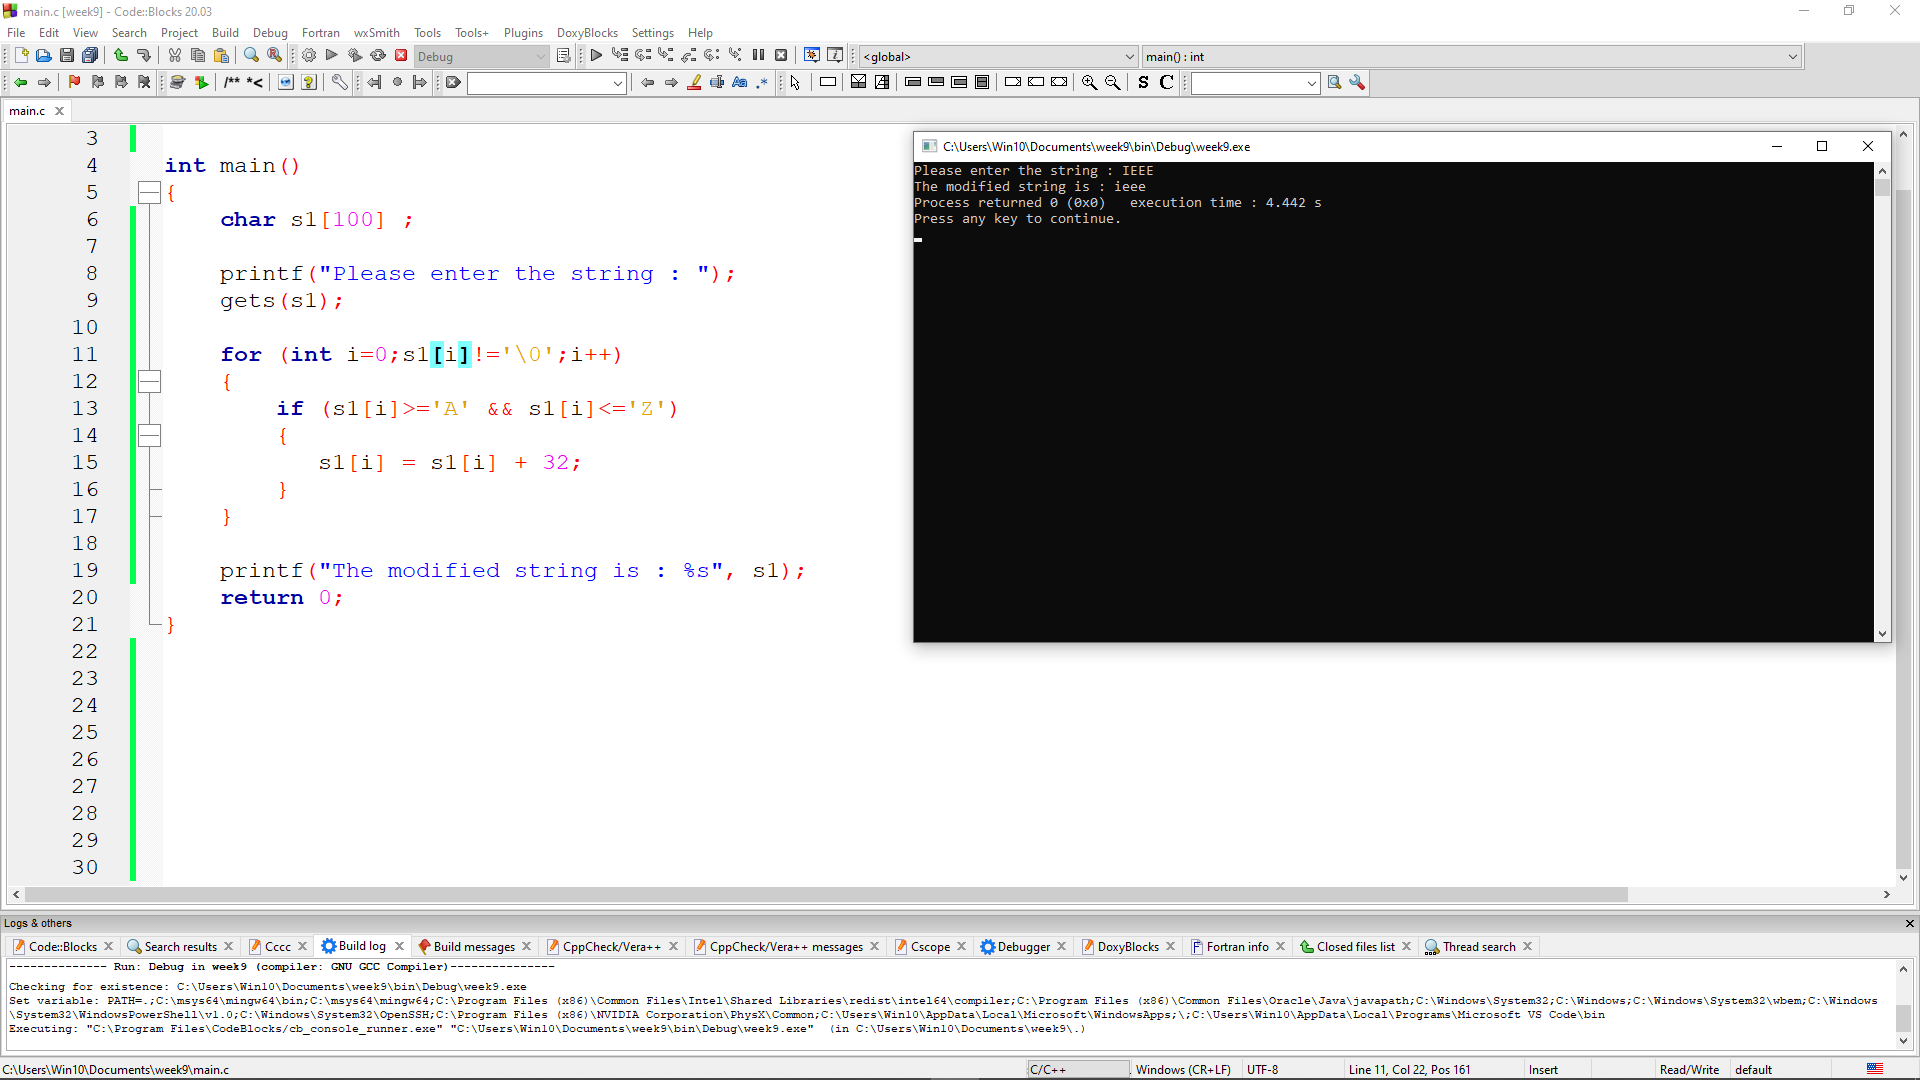 main.c [week9] - Code::Blocks 20.03
File Edit View Search Project Build Debug Fortran wxSmith Tools Tools+ Plugins DoxyBlocks Settings Help
Debug
<global>
main() : int
/** *<
Aa .*
S C
main.c
3
4 int main()
5 {
6 char s1[100] ;
7
8 printf("Please enter the string : ");
9 gets(s1);
10
11 for (int i=0;s1[i]!='\0';i++)
12 {
13 if (s1[i]>='A' && s1[i]<='Z')
14 {
15 s1[i] = s1[i] + 32;
16 }
17 }
18
19 printf("The modified string is : %s", s1);
20 return 0;
21 }
22
23
24
25
26
27
28
29
30
C:\Users\Win10\Documents\week9\bin\Debug\week9.exe
Please enter the string : IEEE
The modified string is : ieee
Process returned 0 (0x0) execution time : 4.442 s
Press any key to continue.
Logs & others
Code::Blocks Search results Cccc Build log Build messages CppCheck/Vera++ CppCheck/Vera++ messages Cscope Debugger DoxyBlocks Fortran info Closed files list Thread search
-------------- Run: Debug in week9 (compiler: GNU GCC Compiler)---------------
Checking for existence: C:\Users\Win10\Documents\week9\bin\Debug\week9.exe
Set variable: PATH=.;C:\msys64\mingw64\bin;C:\msys64\mingw64;C:\Program Files (x86)\Common Files\Intel\Shared Libraries\redist\intel64\compiler;C:\Program Files (x86)\Common Files\Oracle\Java\javapath;C:\Windows\System32;C:\Windows;C:\Windows\System32\wbem;C:\Windows
\System32\WindowsPowerShell\v1.0;C:\Windows\System32\OpenSSH;C:\Program Files (x86)\NVIDIA Corporation\PhysX\Common;C:\Users\Win10\AppData\Local\Microsoft\WindowsApps;\;C:\Users\Win10\AppData\Local\Programs\Microsoft VS Code\bin
Executing: "C:\Program Files\CodeBlocks/cb_console_runner.exe" "C:\Users\Win10\Documents\week9\bin\Debug\week9.exe" (in C:\Users\Win10\Documents\week9\.)
C:\Users\Win10\Documents\week9\main.c C/C++ Windows (CR+LF) UTF-8 Line 11, Col 22, Pos 161 Insert Read/Write default